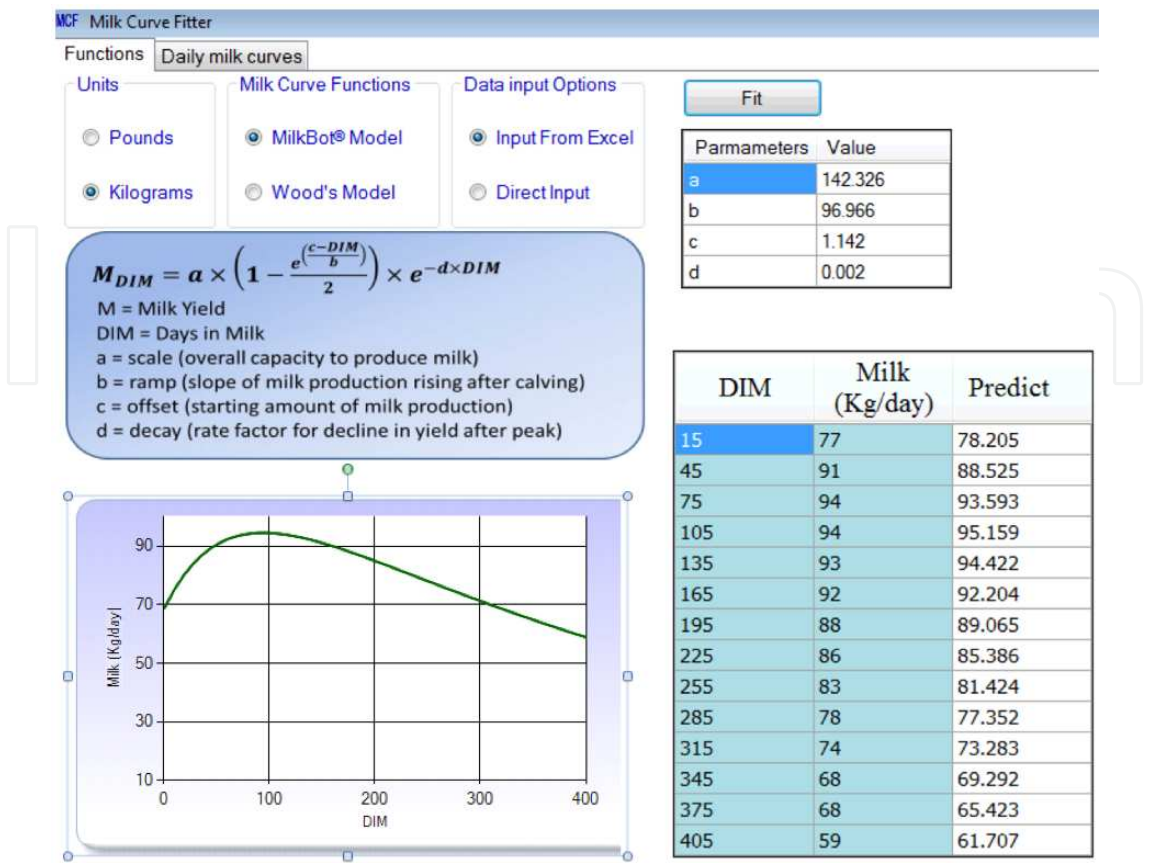 MCF Milk Curve Fitter
Functions Daily milk curves
Units Milk Curve Functions Data input Options
Pounds MilkBot® Model Input From Excel
Kilograms Wood's Model Direct Input
Fit
Parmameters Value
a 142.326
b 96.966
c 1.142
d 0.002
M_DIM = a × (1 − e^((c−DIM)/b)/2) × e^(−d×DIM)
M = Milk Yield
DIM = Days in Milk
a = scale (overall capacity to produce milk)
b = ramp (slope of milk production rising after calving)
c = offset (starting amount of milk production)
d = decay (rate factor for decline in yield after peak)
Milk (Kg/day)
90
70
50
30
10
0 100 200 300 400
DIM
DIM Milk (Kg/day) Predict
15 77 78.205
45 91 88.525
75 94 93.593
105 94 95.159
135 93 94.422
165 92 92.204
195 88 89.065
225 86 85.386
255 83 81.424
285 78 77.352
315 74 73.283
345 68 69.292
375 68 65.423
405 59 61.707